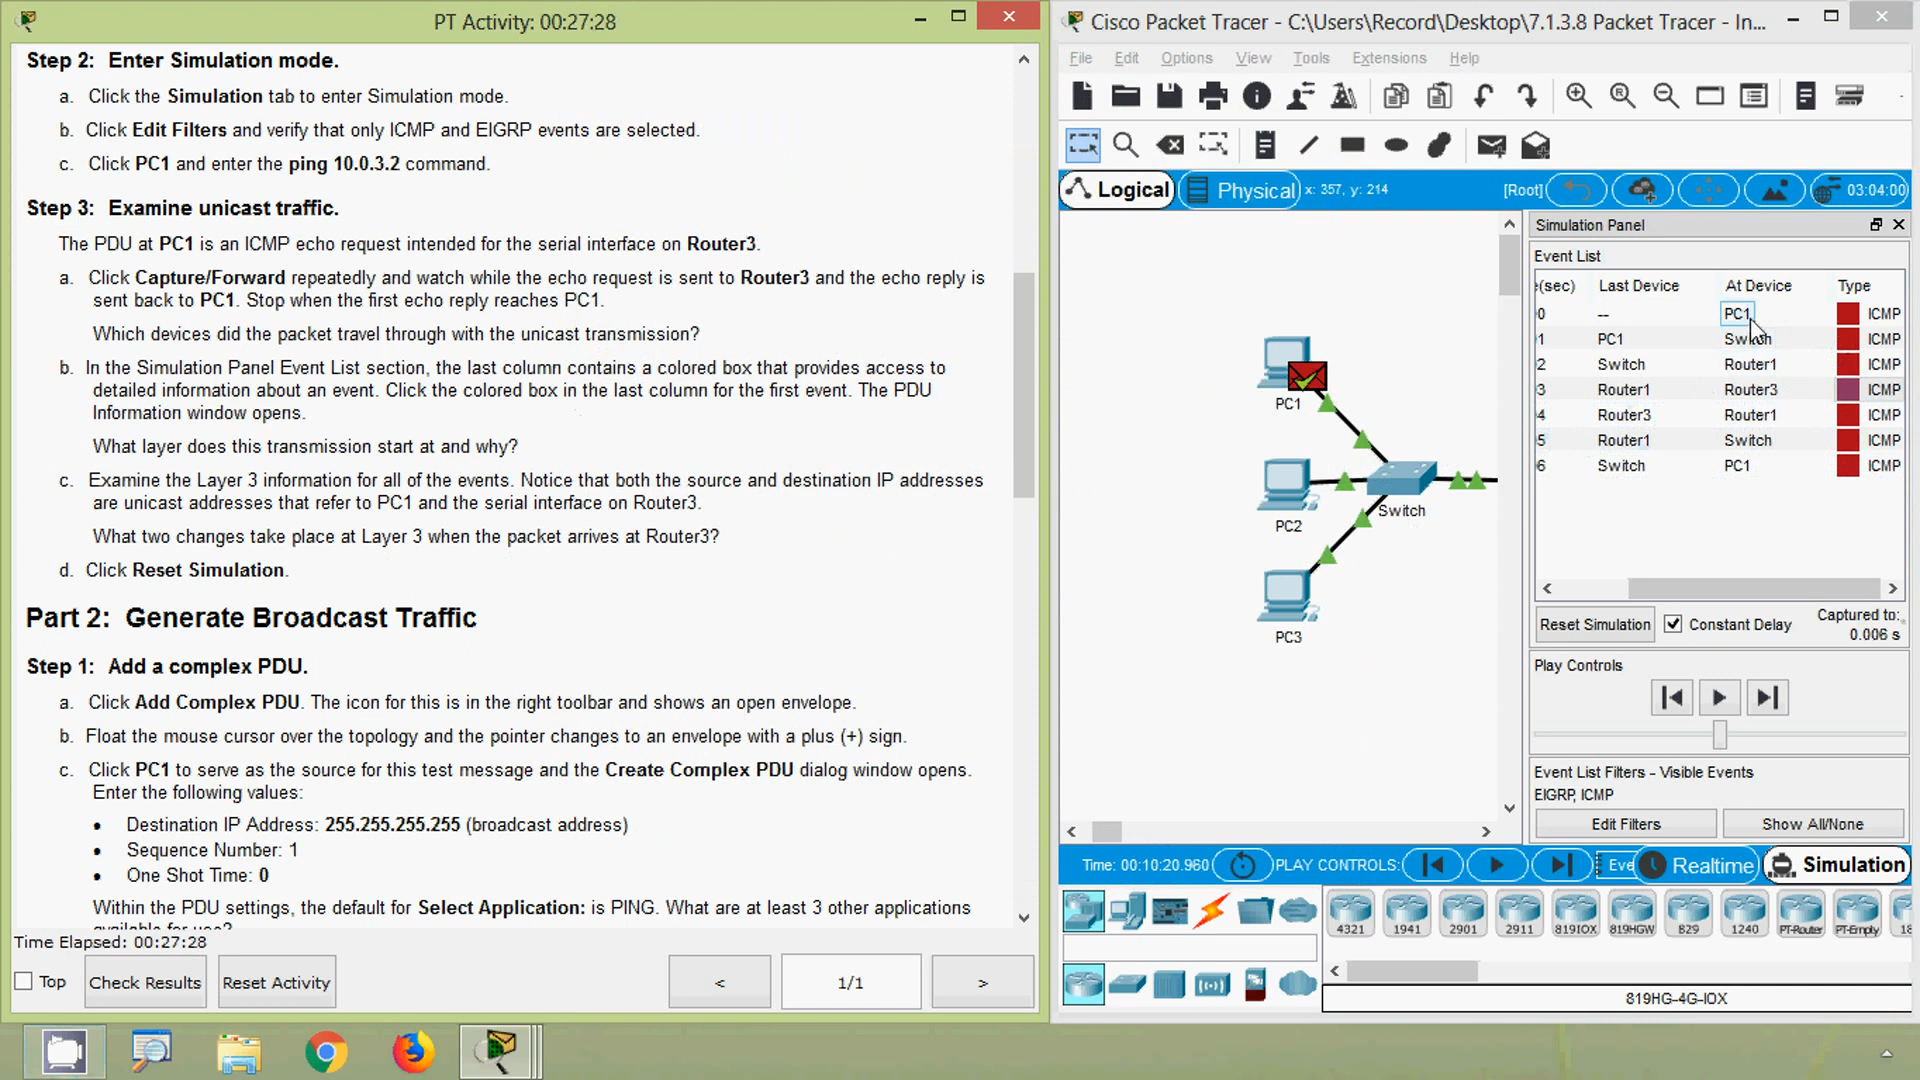 PT Activity: 00:27:28
Step 2: Enter Simulation mode.
a. Click the Simulation tab to enter Simulation mode.
b. Click Edit Filters and verify that only ICMP and EIGRP events are selected.
c. Click PC1 and enter the ping 10.0.3.2 command.
Step 3: Examine unicast traffic.
The PDU at PC1 is an ICMP echo request intended for the serial interface on Router3.
a. Click Capture/Forward repeatedly and watch while the echo request is sent to Router3 and the echo reply is
sent back to PC1. Stop when the first echo reply reaches PC1.
Which devices did the packet travel through with the unicast transmission?
b. In the Simulation Panel Event List section, the last column contains a colored box that provides access to
detailed information about an event. Click the colored box in the last column for the first event. The PDU
Information window opens.
What layer does this transmission start at and why?
c. Examine the Layer 3 information for all of the events. Notice that both the source and destination IP addresses
are unicast addresses that refer to PC1 and the serial interface on Router3.
What two changes take place at Layer 3 when the packet arrives at Router3?
d. Click Reset Simulation.
Part 2: Generate Broadcast Traffic
Step 1: Add a complex PDU.
a. Click Add Complex PDU. The icon for this is in the right toolbar and shows an open envelope.
b. Float the mouse cursor over the topology and the pointer changes to an envelope with a plus (+) sign.
c. Click PC1 to serve as the source for this test message and the Create Complex PDU dialog window opens.
Enter the following values:
• Destination IP Address: 255.255.255.255 (broadcast address)
• Sequence Number: 1
• One Shot Time: 0
Within the PDU settings, the default for Select Application: is PING. What are at least 3 other applications
available for use?
Time Elapsed: 00:27:28
Top
Check Results
Reset Activity
<
1/1
>
Cisco Packet Tracer - C:\Users\Record\Desktop\7.1.3.8 Packet Tracer - In...
File Edit Options View Tools Extensions Help
Logical
Physical
x: 357, y: 214
[Root]
03:04:00
PC1
PC2
Switch
PC3
Simulation Panel
Event List
e(sec) Last Device At Device Type
0 -- PC1 ICMP
1 PC1 Switch ICMP
2 Switch Router1 ICMP
3 Router1 Router3 ICMP
4 Router3 Router1 ICMP
5 Router1 Switch ICMP
6 Switch PC1 ICMP
Reset Simulation
Constant Delay
Captured to:
0.006 s
Play Controls
Event List Filters - Visible Events
EIGRP, ICMP
Edit Filters
Show All/None
Time: 00:10:20.960
PLAY CONTROLS:
Eve
Realtime
Simulation
4321 1941 2901 2911 819IOX 819HGW 829 1240 PT-Router PT-Empty 18
819HG-4G-IOX